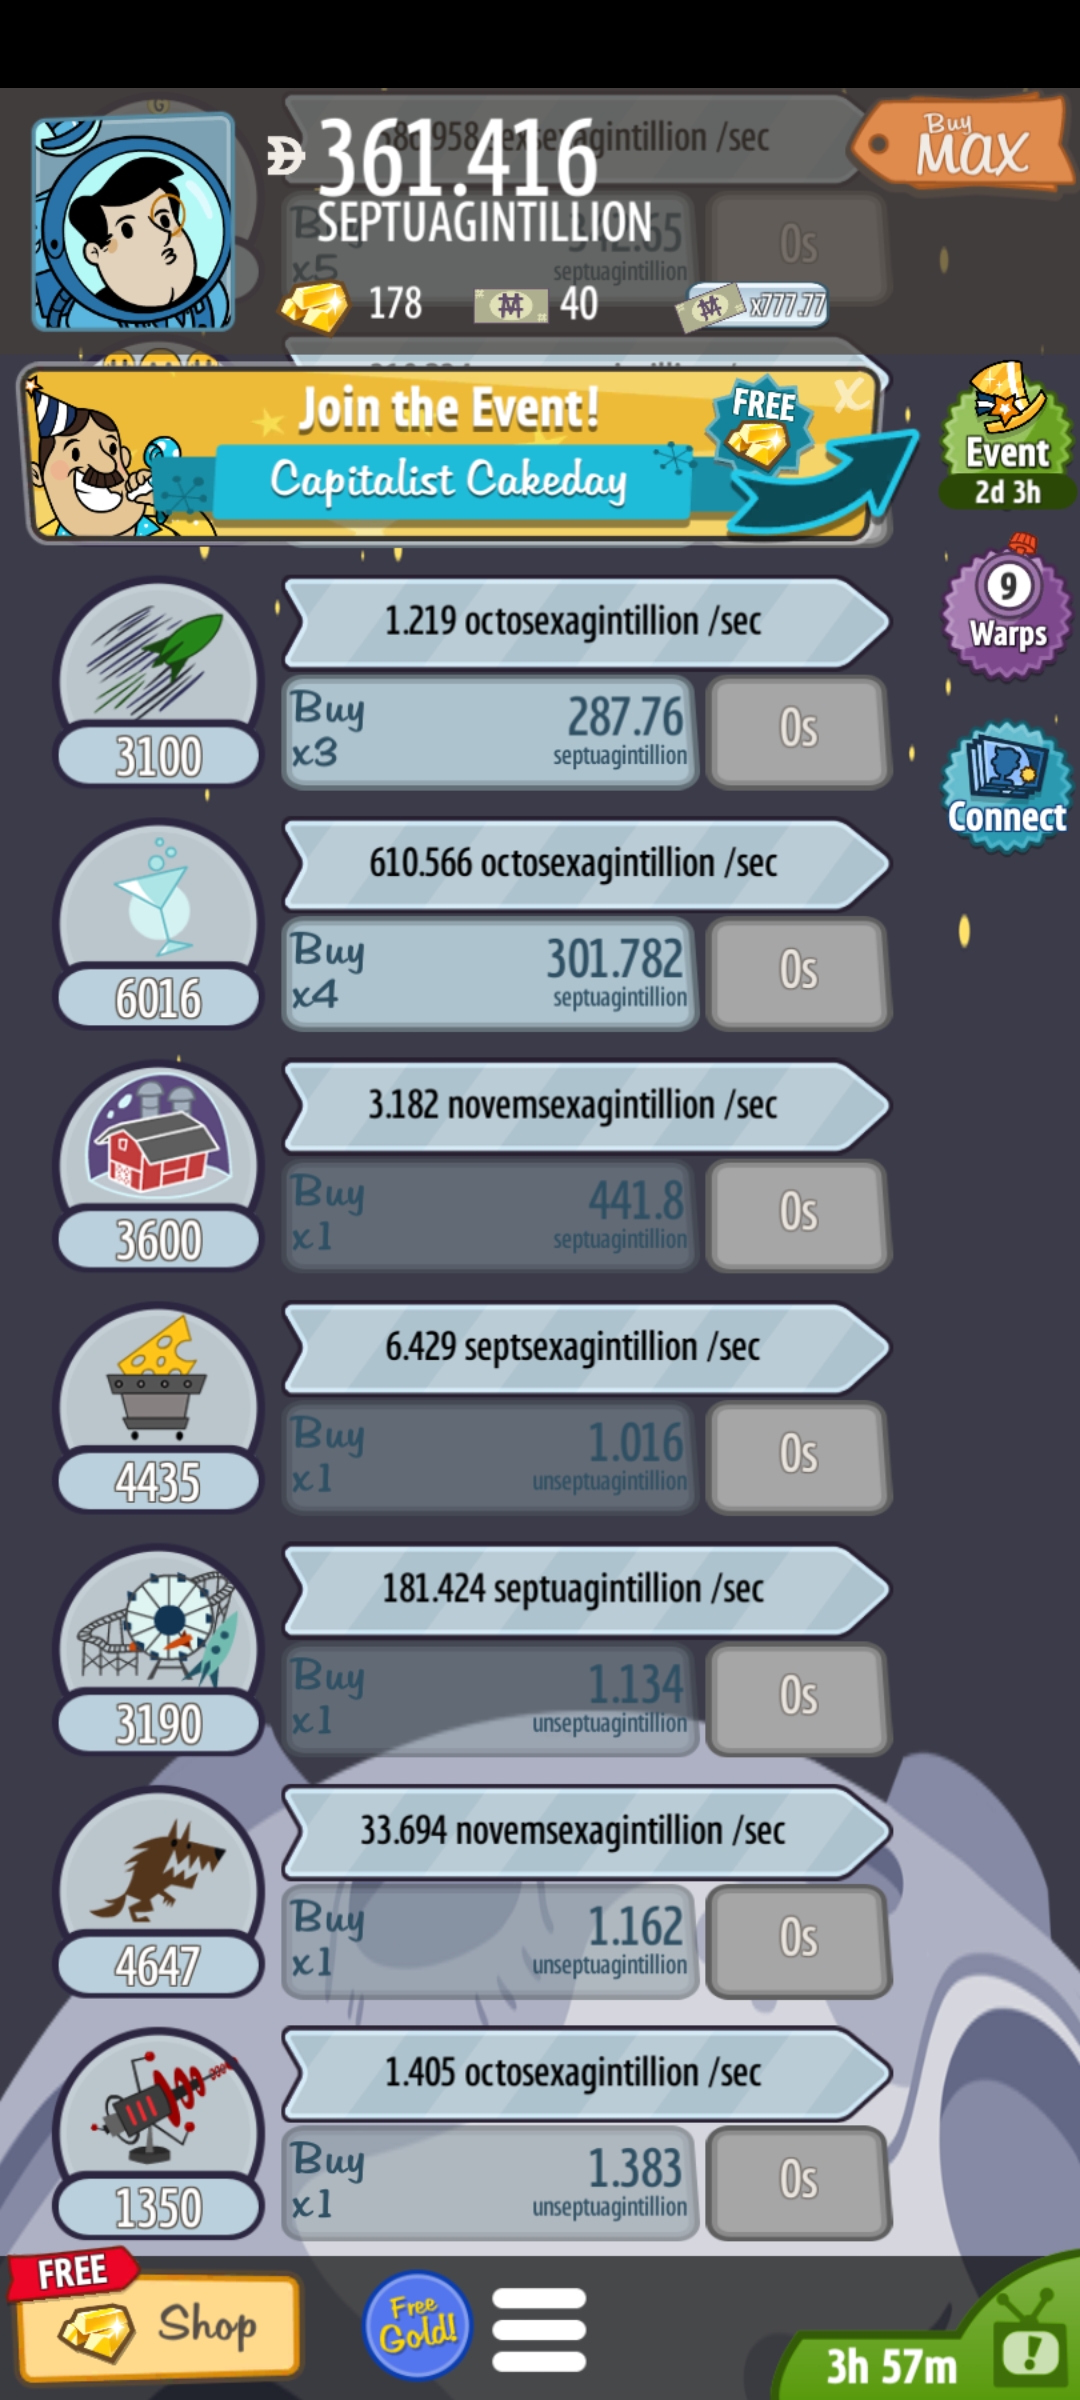 /sec
361.416
SEPTUAGINTILLION
Buy
MAX
Buy
x5
septuagintillion
0s
178
40
x777.77
Join the Event!
FREE
X
Capitalist Cakeday
Event
2d 3h
9
Warps
Connect
1.219 octosexagintillion /sec
3100
Buy
x3
287.76
septuagintillion
0s
610.566 octosexagintillion /sec
6016
Buy
x4
301.782
septuagintillion
0s
3.182 novemsexagintillion /sec
3600
Buy
x1
441.8
septuagintillion
0s
6.429 septsexagintillion /sec
4435
Buy
x1
1.016
unseptuagintillion
0s
181.424 septuagintillion /sec
3190
Buy
x1
1.134
unseptuagintillion
0s
33.694 novemsexagintillion /sec
4647
Buy
x1
1.162
unseptuagintillion
0s
1.405 octosexagintillion /sec
1350
Buy
x1
1.383
unseptuagintillion
0s
FREE
Shop
Free
Gold!
3h 57m
!